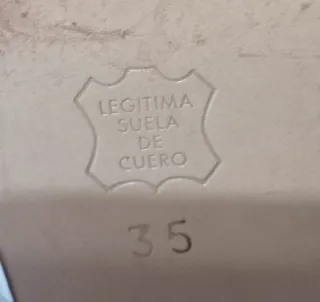 LEGITIMA
SUELA
DE
CUERO
35